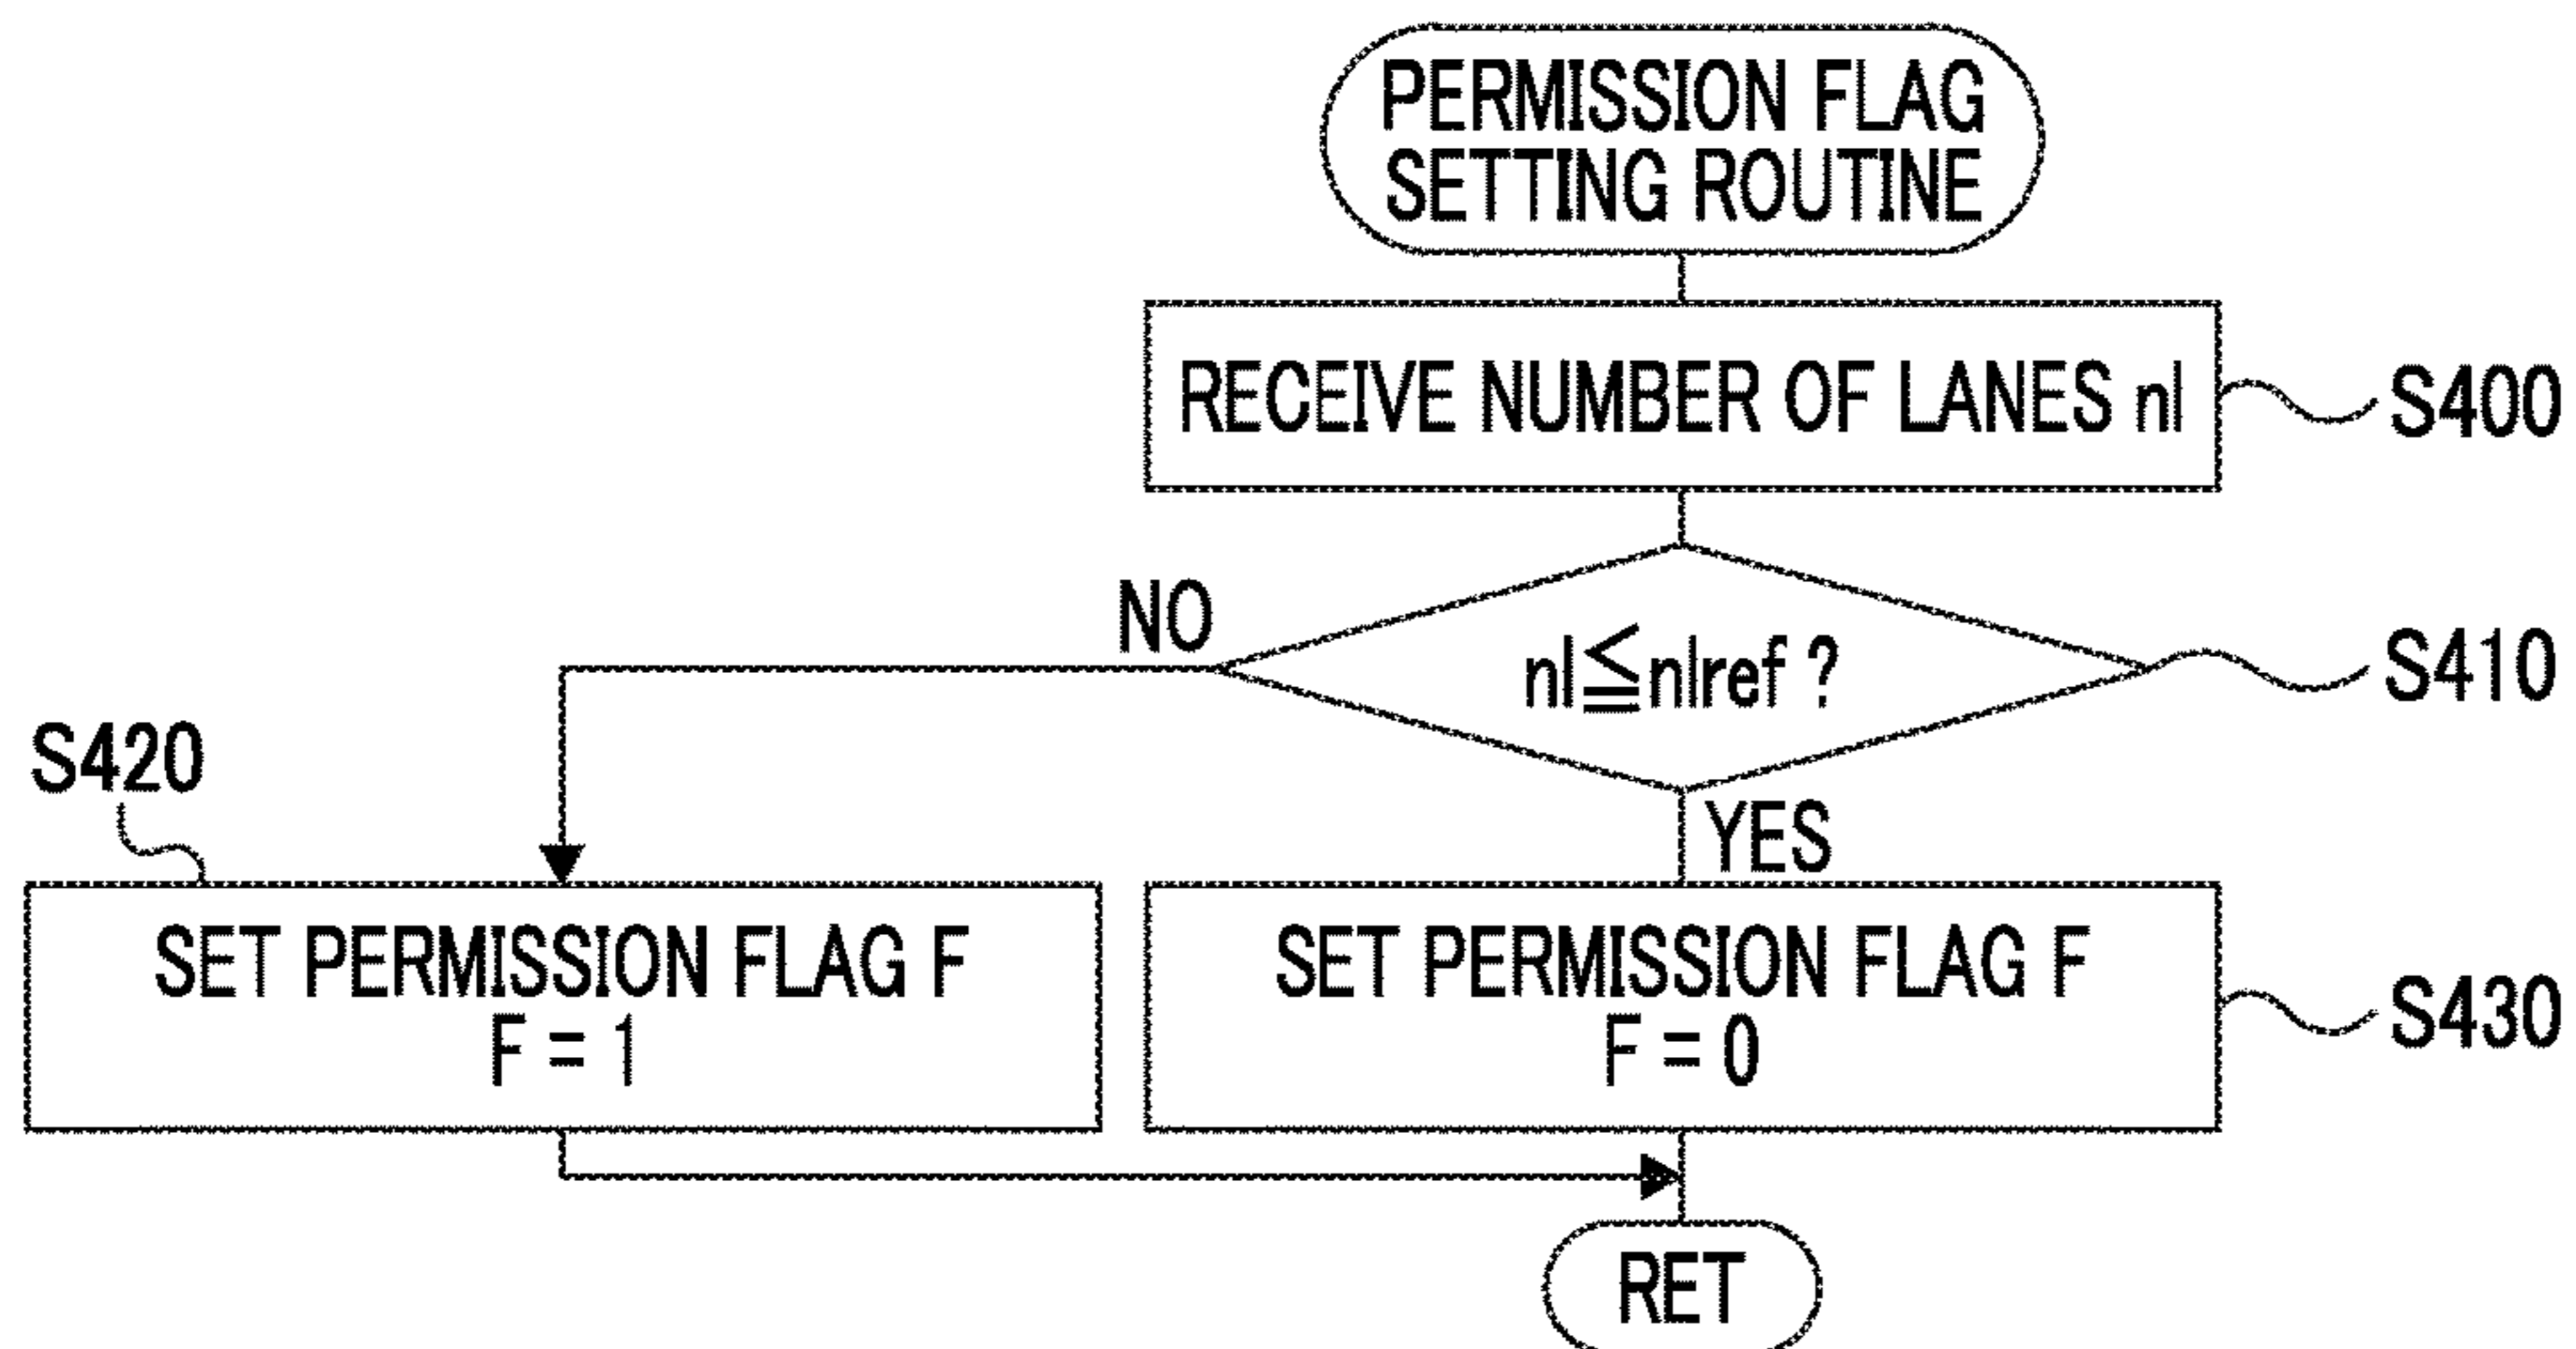 PERMISSION FLAG
SETTING ROUTINE
RECEIVE NUMBER OF LANES nl
S400
NO
nl≦nlref ?
S410
S420
YES
SET PERMISSION FLAG F
F = 1
SET PERMISSION FLAG F
F = 0
S430
RET